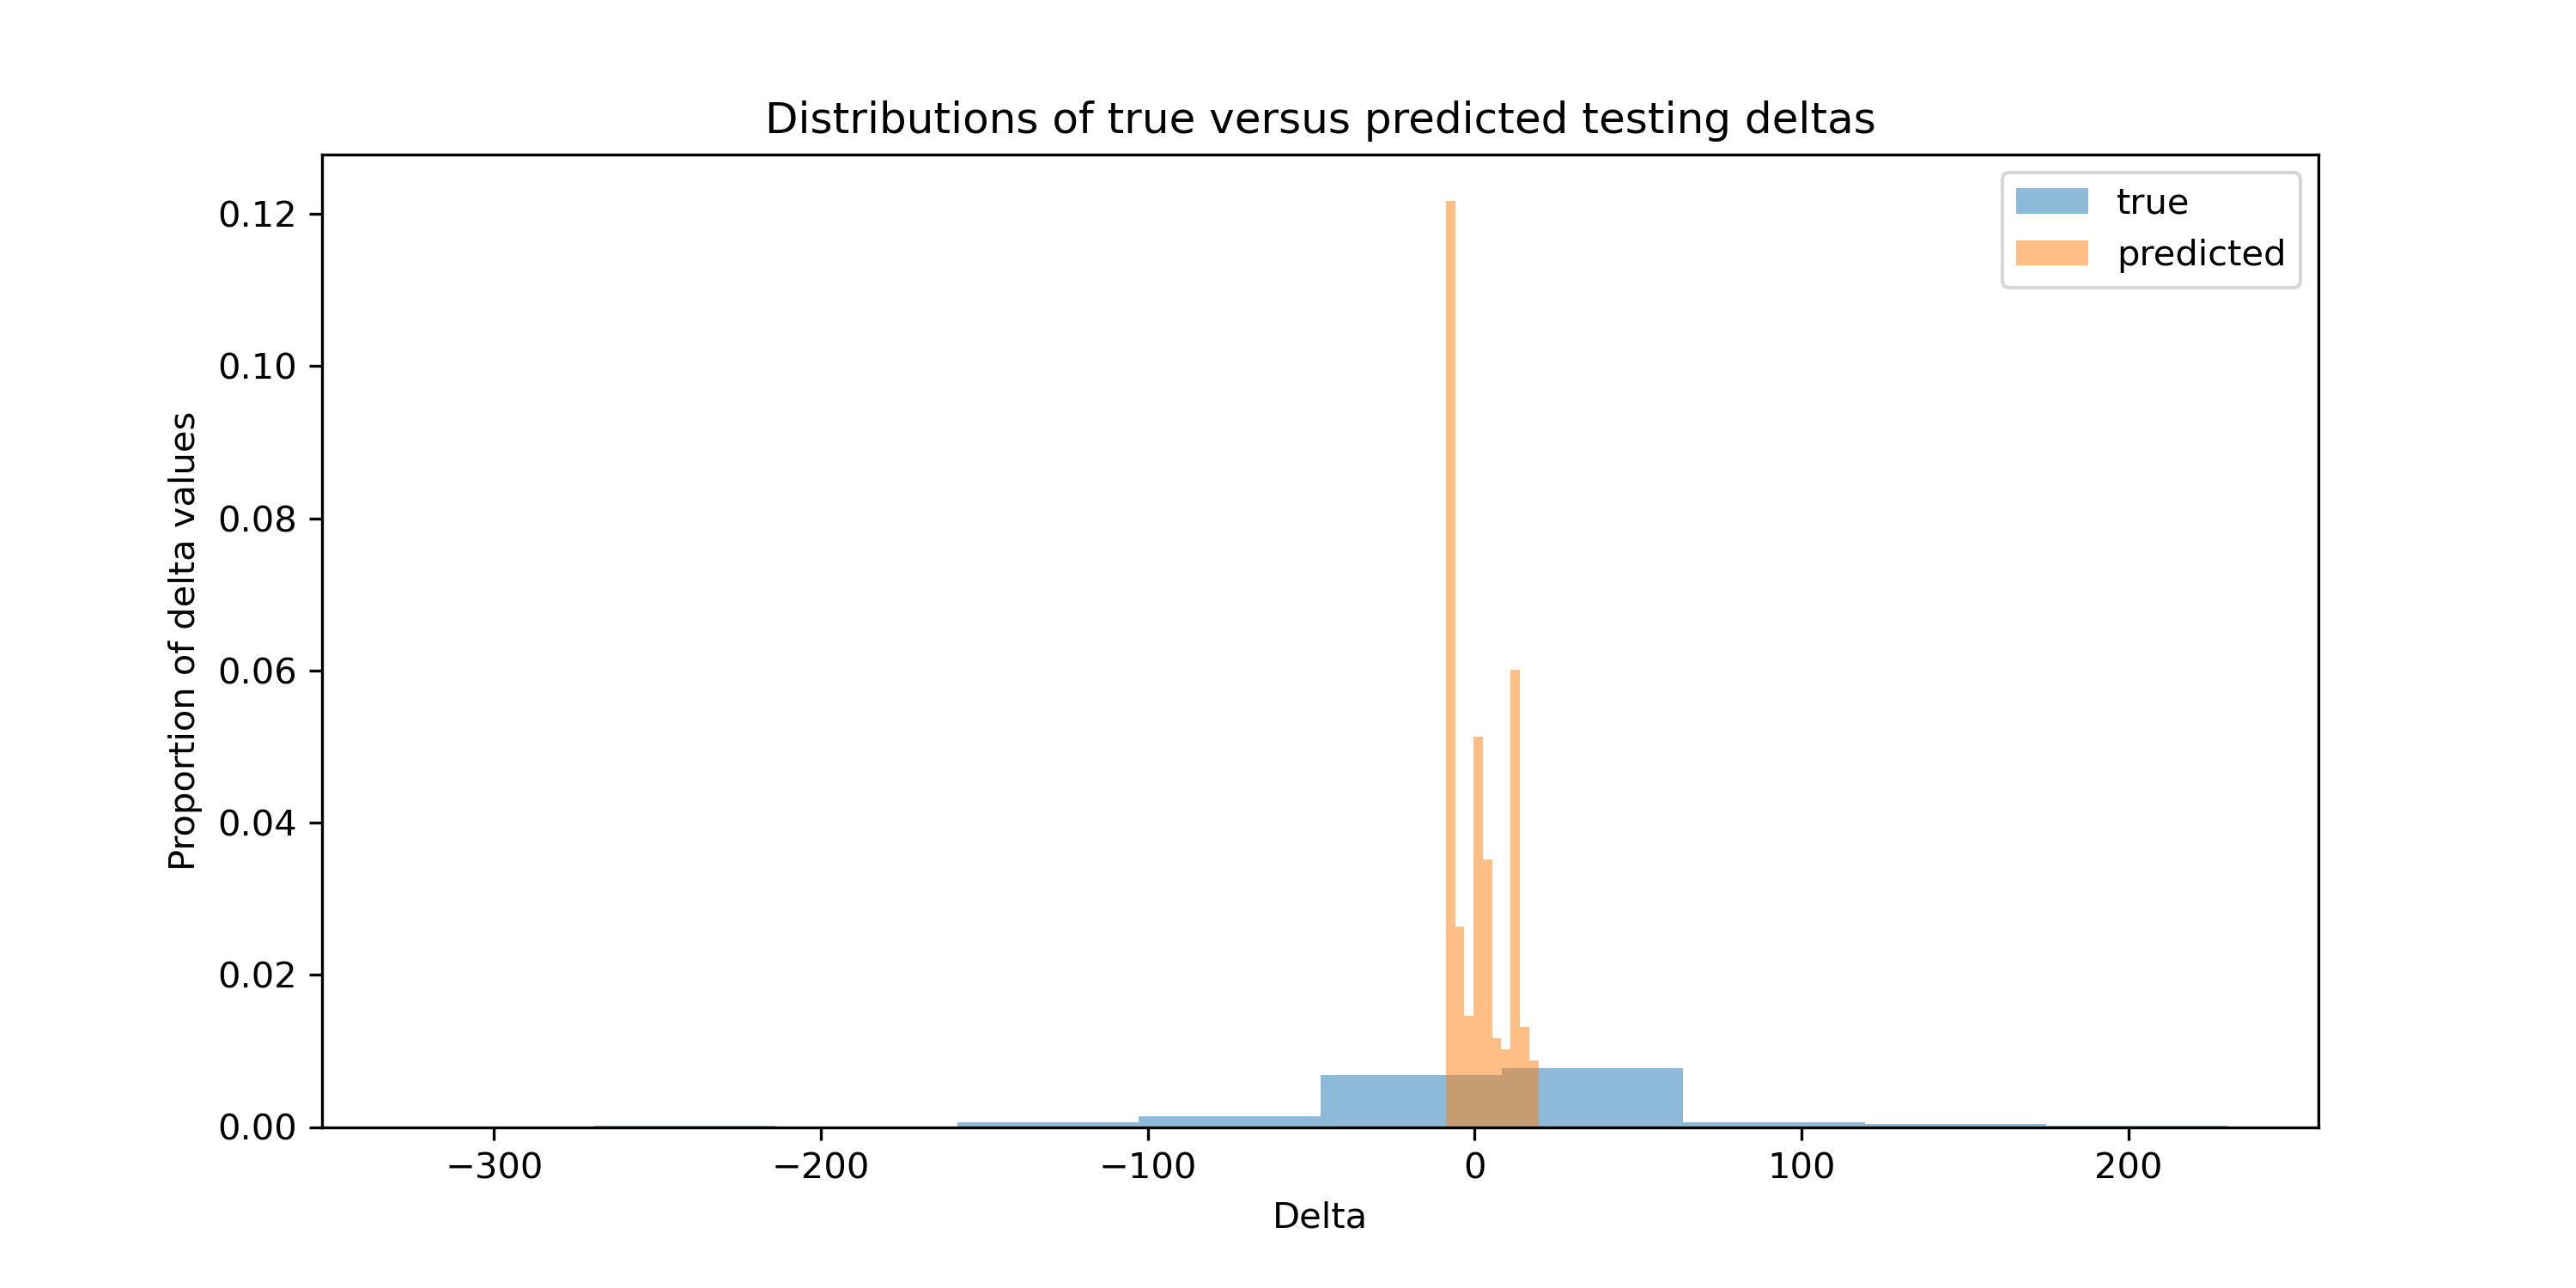 Distributions of true versus predicted testing deltas
true
predicted
0.12
0.10
0.08
0.06
0.04
0.02
0.00
Proportion of delta values
−300
−200
−100
0
100
200
Delta